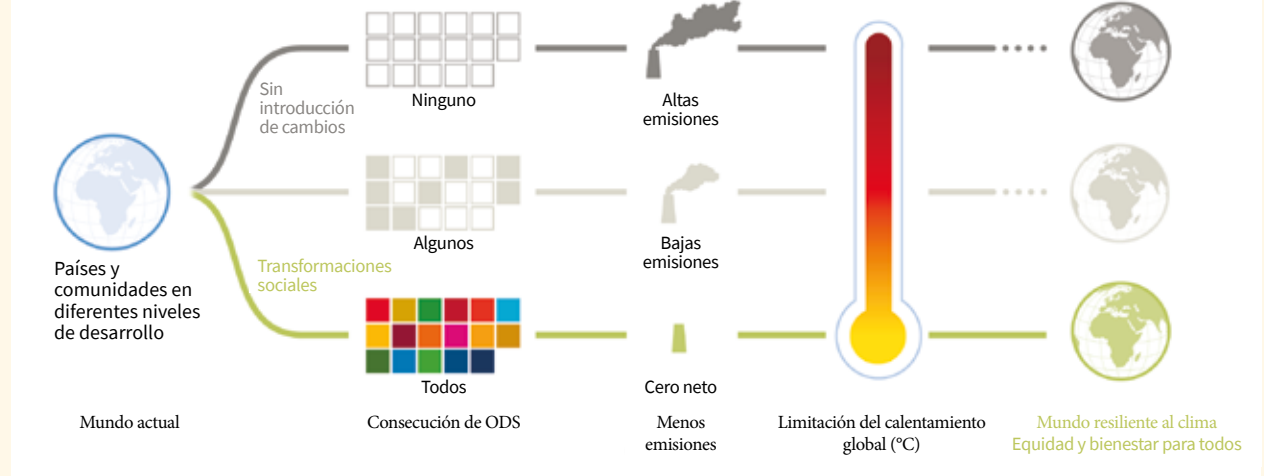 Sin
introducción
de cambios
Ninguno
Altas
emisiones
Algunos
Bajas
emisiones
Países y
comunidades en
diferentes niveles
de desarrollo
Transformaciones
sociales
Todos
Cero neto
Mundo actual
Consecución de ODS
Menos
emisiones
Limitación del calentamiento
global (°C)
Mundo resiliente al clima
Equidad y bienestar para todos